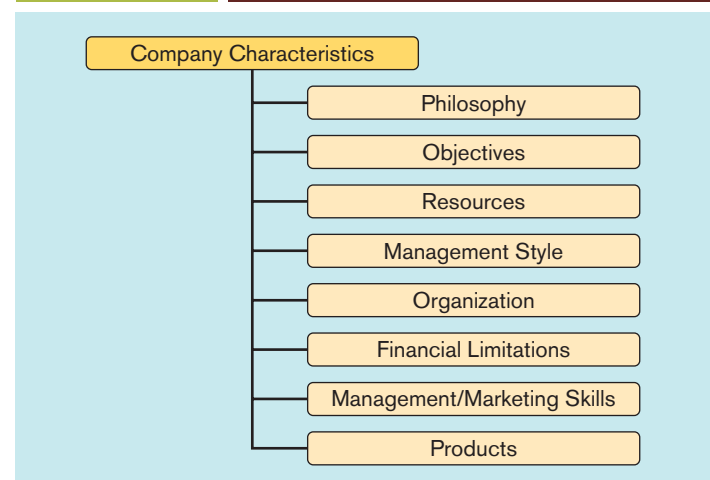 Company Characteristics
Philosophy
Objectives
Resources
Management Style
Organization
Financial Limitations
Management/Marketing Skills
Products